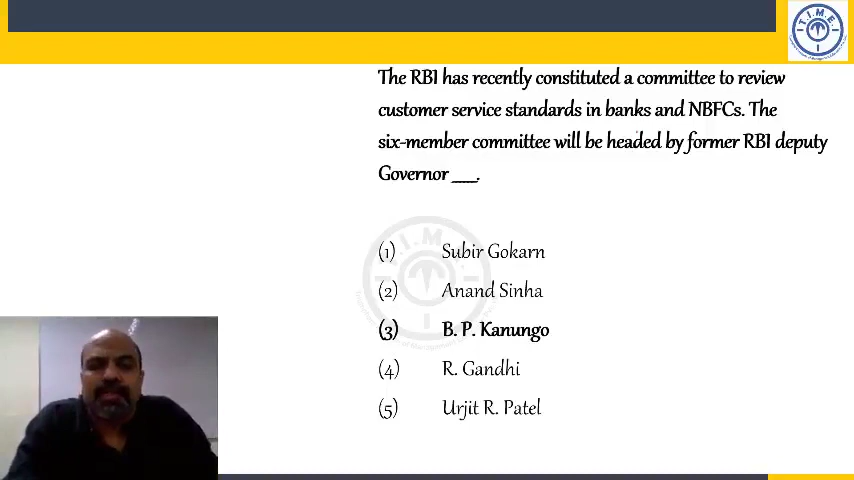 T.I.M.E.
The RBI has recently constituted a committee to review
customer service standards in banks and NBFCs. The
six-member committee will be headed by former RBI deputy
Governor ____.
(1) Subir Gokarn
(2) Anand Sinha
(3) B. P. Kanungo
(4) R. Gandhi
(5) Urjit R. Patel